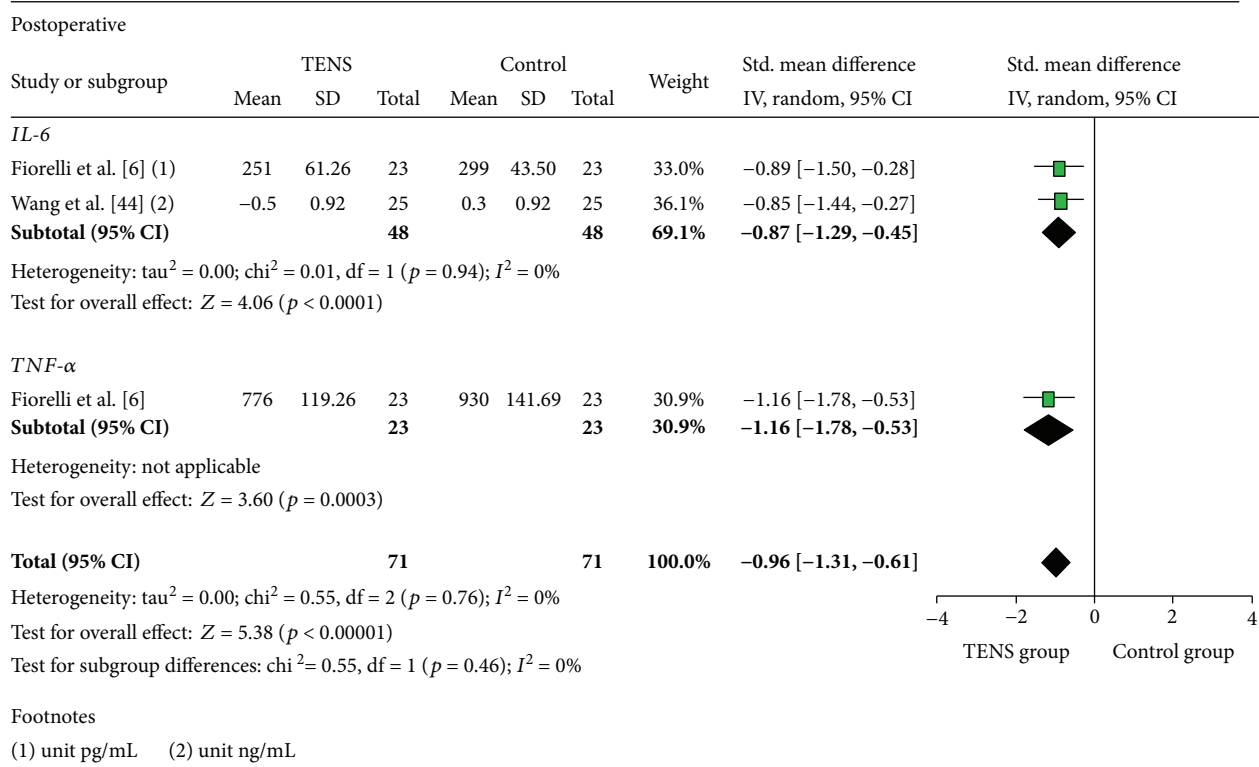 Postoperative
Study or subgroup TENS Control Weight Std. mean difference Std. mean difference
Mean SD Total Mean SD Total IV, random, 95% CI IV, random, 95% CI
IL-6
Fiorelli et al. [6] (1) 251 61.26 23 299 43.50 23 33.0% −0.89 [−1.50, −0.28]
Wang et al. [44] (2) −0.5 0.92 25 0.3 0.92 25 36.1% −0.85 [−1.44, −0.27]
Subtotal (95% CI) 48 48 69.1% −0.87 [−1.29, −0.45]
Heterogeneity: tau² = 0.00; chi² = 0.01, df = 1 (p = 0.94); I² = 0%
Test for overall effect: Z = 4.06 (p < 0.0001)
TNF-α
Fiorelli et al. [6] 776 119.26 23 930 141.69 23 30.9% −1.16 [−1.78, −0.53]
Subtotal (95% CI) 23 23 30.9% −1.16 [−1.78, −0.53]
Heterogeneity: not applicable
Test for overall effect: Z = 3.60 (p = 0.0003)
Total (95% CI) 71 71 100.0% −0.96 [−1.31, −0.61]
Heterogeneity: tau² = 0.00; chi² = 0.55, df = 2 (p = 0.76); I² = 0%
Test for overall effect: Z = 5.38 (p < 0.00001)
Test for subgroup differences: chi ²= 0.55, df = 1 (p = 0.46); I² = 0%
−4 −2 0 2 4
TENS group Control group
Footnotes
(1) unit pg/mL (2) unit ng/mL